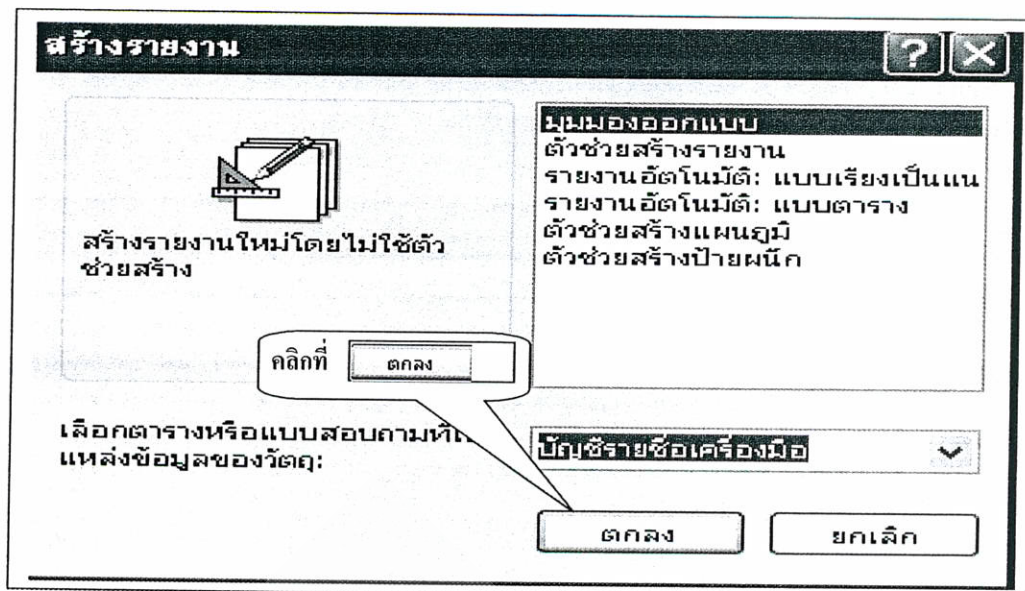 สร้างรายงาน
มุมมองออกแบบ
ตัวช่วยสร้างรายงาน
รายงานอัตโนมัติ: แบบเรียงเป็นแน
รายงานอัตโนมัติ: แบบตาราง
ตัวช่วยสร้างแผนภูมิ
ตัวช่วยสร้างป้ายผนึก
สร้างรายงานใหม่โดยไม่ใช้ตัว
ช่วยสร้าง
คลิกที่ ตกลง
เลือกตารางหรือแบบสอบถามที่เ
แหล่งข้อมูลของวัตถุ:
บัญชีรายชื่อเครื่องมือ
ตกลง ยกเลิก